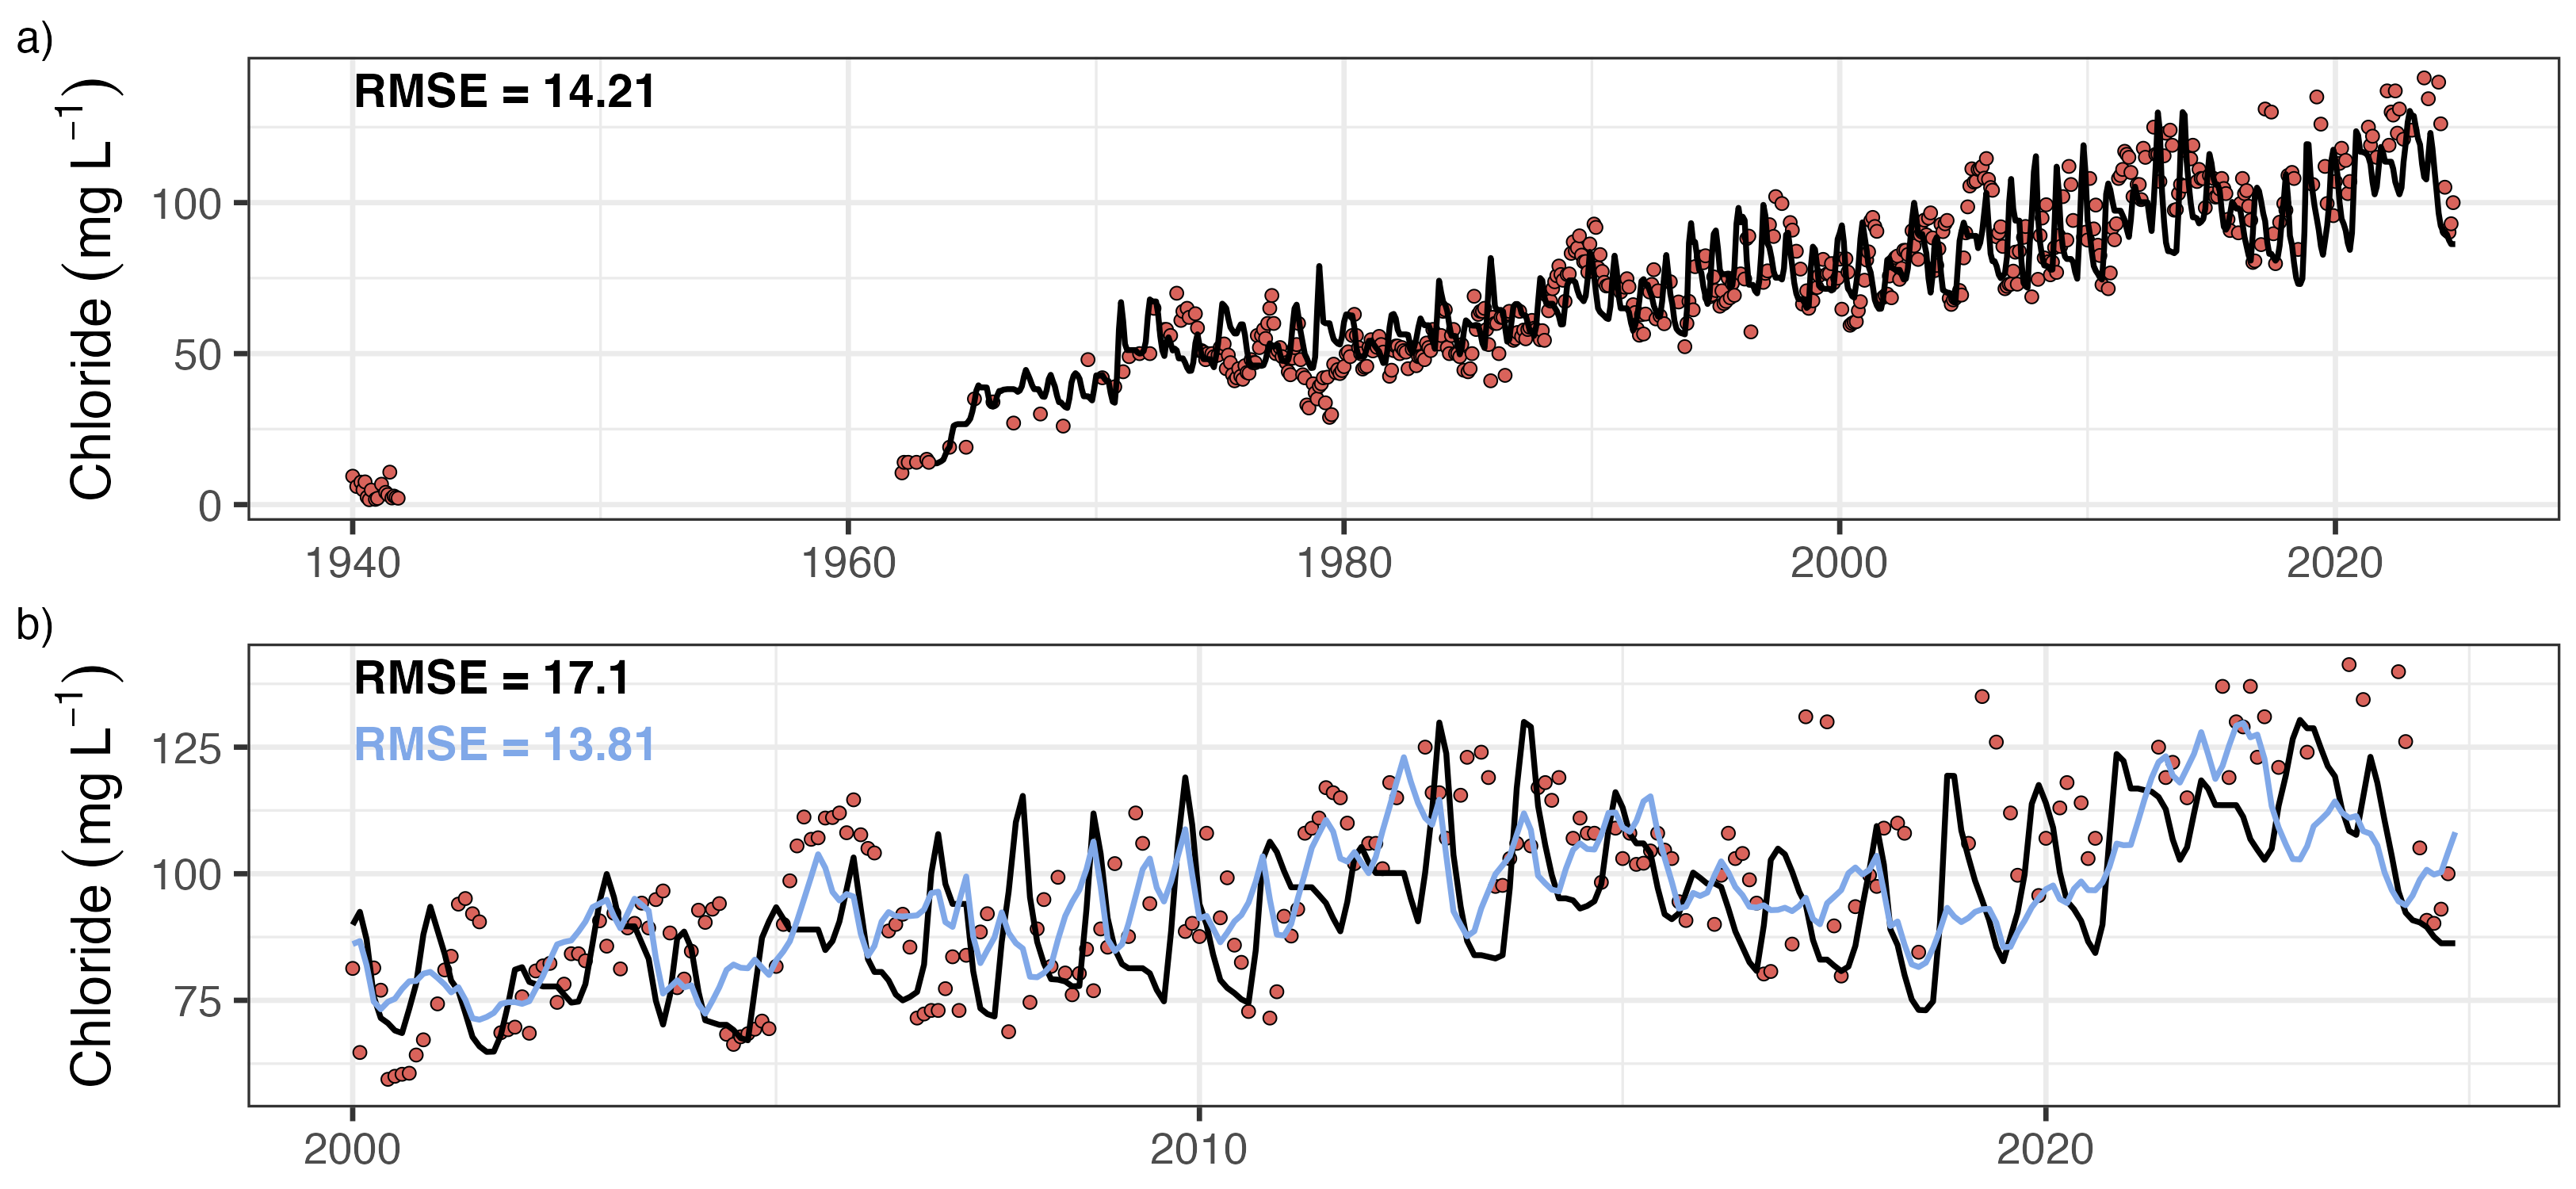 a)
RMSE = 14.21
Chloride (mg L⁻¹)
100
50
0
1940 1960 1980 2000 2020
b)
RMSE = 17.1
RMSE = 13.81
Chloride (mg L⁻¹)
125
100
75
2000 2010 2020